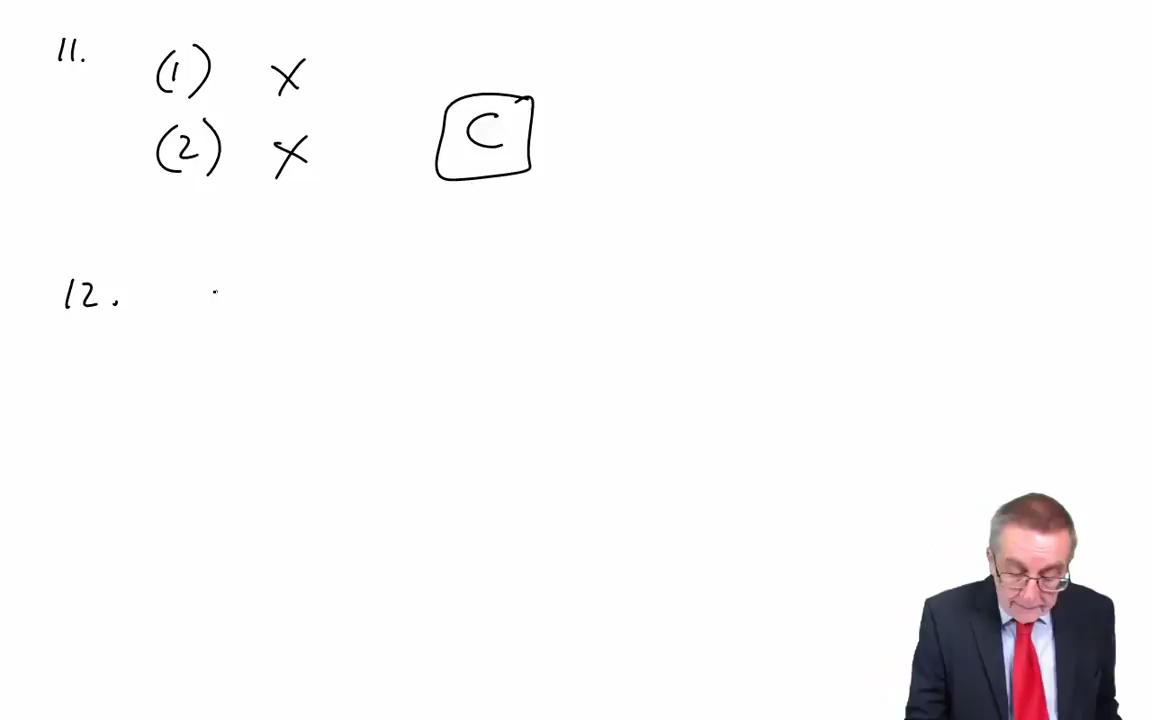 11. (1) X
(2) X
C
12.